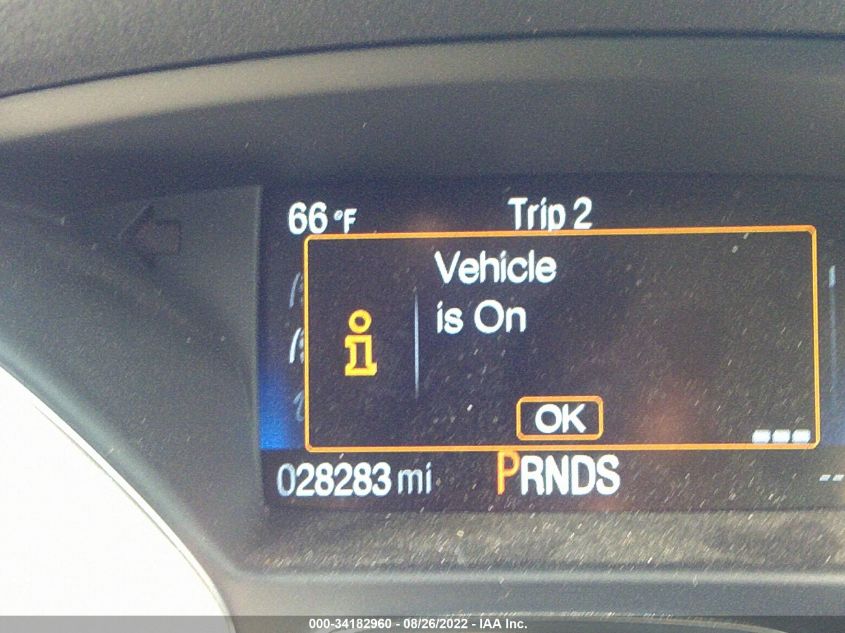 66 °F
Trip 2
Vehicle
is On
i
OK
028283 mi
PRNDS
--
000-34182960 - 08/26/2022 - IAA Inc.